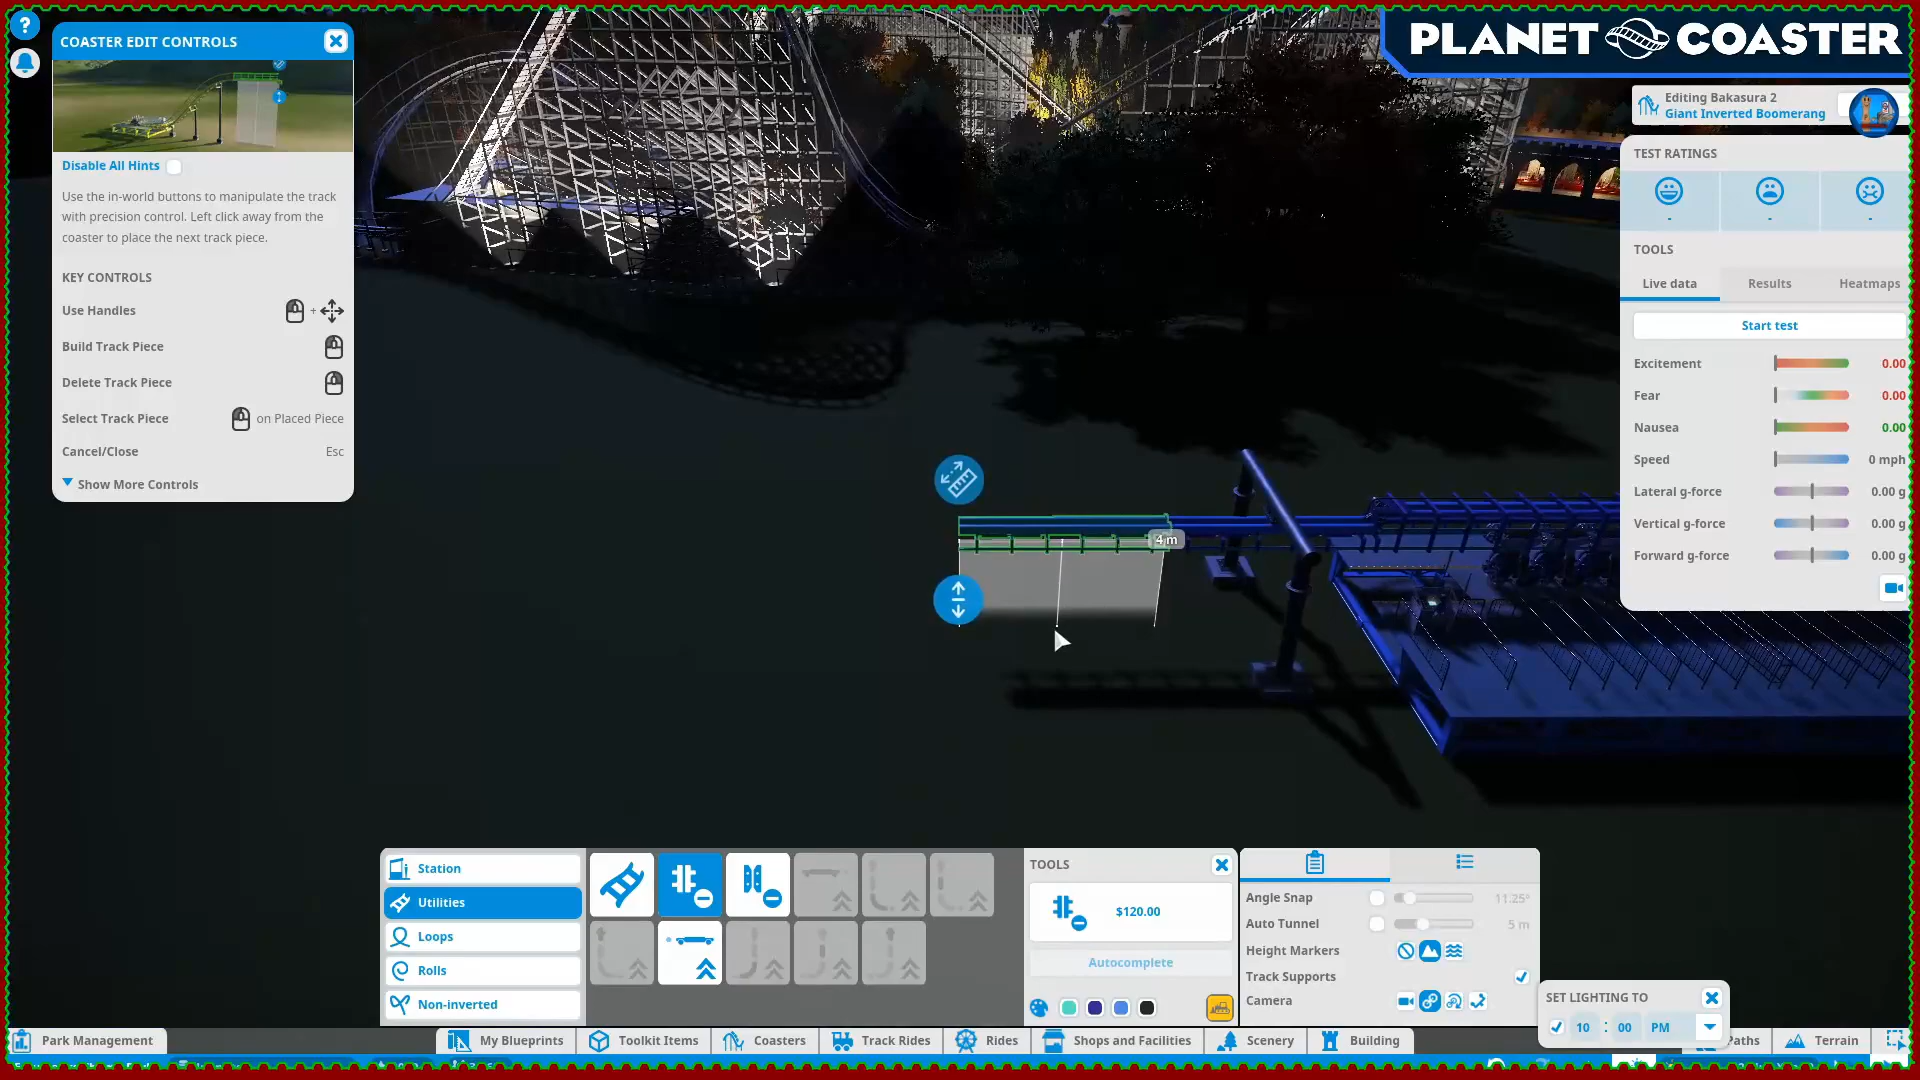 ?
COASTER EDIT CONTROLS
Disable All Hints
Use the in-world buttons to manipulate the track
with precision control. Left click away from the
coaster to place the next track piece.
KEY CONTROLS
Use Handles
+
Build Track Piece
Delete Track Piece
Select Track Piece on Placed Piece
Cancel/Close Esc
Show More Controls
PLANET COASTER
Editing Bakasura 2
Giant Inverted Boomerang
TEST RATINGS
- - -
TOOLS
Live data Results Heatmaps
Start test
Excitement 0.00
Fear 0.00
Nausea 0.00
Speed 0 mph
Lateral g-force 0.00 g
Vertical g-force 0.00 g
Forward g-force 0.00 g
4 m
Station
Utilities
Loops
Rolls
Non-inverted
TOOLS
$120.00
Autocomplete
Angle Snap 11.25°
Auto Tunnel 5 m
Height Markers
Track Supports
Camera
SET LIGHTING TO
10 : 00 PM
Park Management
My Blueprints
Toolkit Items
Coasters
Track Rides
Rides
Shops and Facilities
Scenery
Building
Paths
Terrain